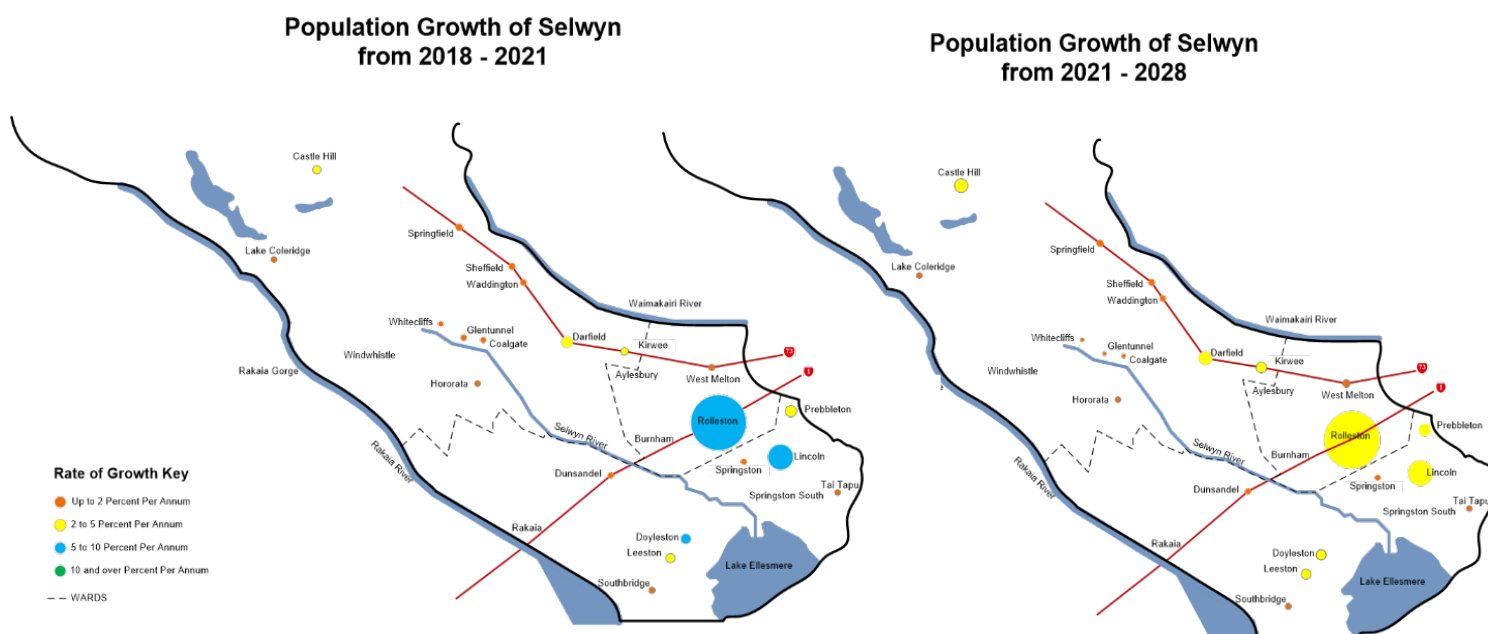 Population Growth of Selwyn
from 2018 - 2021
Castle Hill
Lake Coleridge
Springfield
Sheffield
Waddington
Waimakairi River
Whitecliffs
Glentunnel
Coalgate
Windwhistle
Darfield
Kirwee
Aylesbury
73
West Melton
1
Rakaia Gorge
Hororata
Rolleston
Prebbleton
Selwyn River
Burnham
Lincoln
Dunsandel
Springston
Tai Tapu
Springston South
Rakaia River
Rakaia
Doyleston
Leeston
Lake Ellesmere
Southbridge
Rate of Growth Key
Up to 2 Percent Per Annum
2 to 5 Percent Per Annum
5 to 10 Percent Per Annum
10 and over Percent Per Annum
WARDS
Population Growth of Selwyn
from 2021 - 2028
Castle Hill
Lake Coleridge
Springfield
Sheffield
Waddington
Waimakairi River
Whitecliffs
Glentunnel
Coalgate
Windwhistle
Darfield
Kirwee
Aylesbury
73
West Melton
1
Rakaia Gorge
Hororata
Rolleston
Prebbleton
Selwyn River
Burnham
Lincoln
Dunsandel
Springston
Tai Tapu
Springston South
Rakaia River
Rakaia
Doyleston
Leeston
Lake Ellesmere
Southbridge